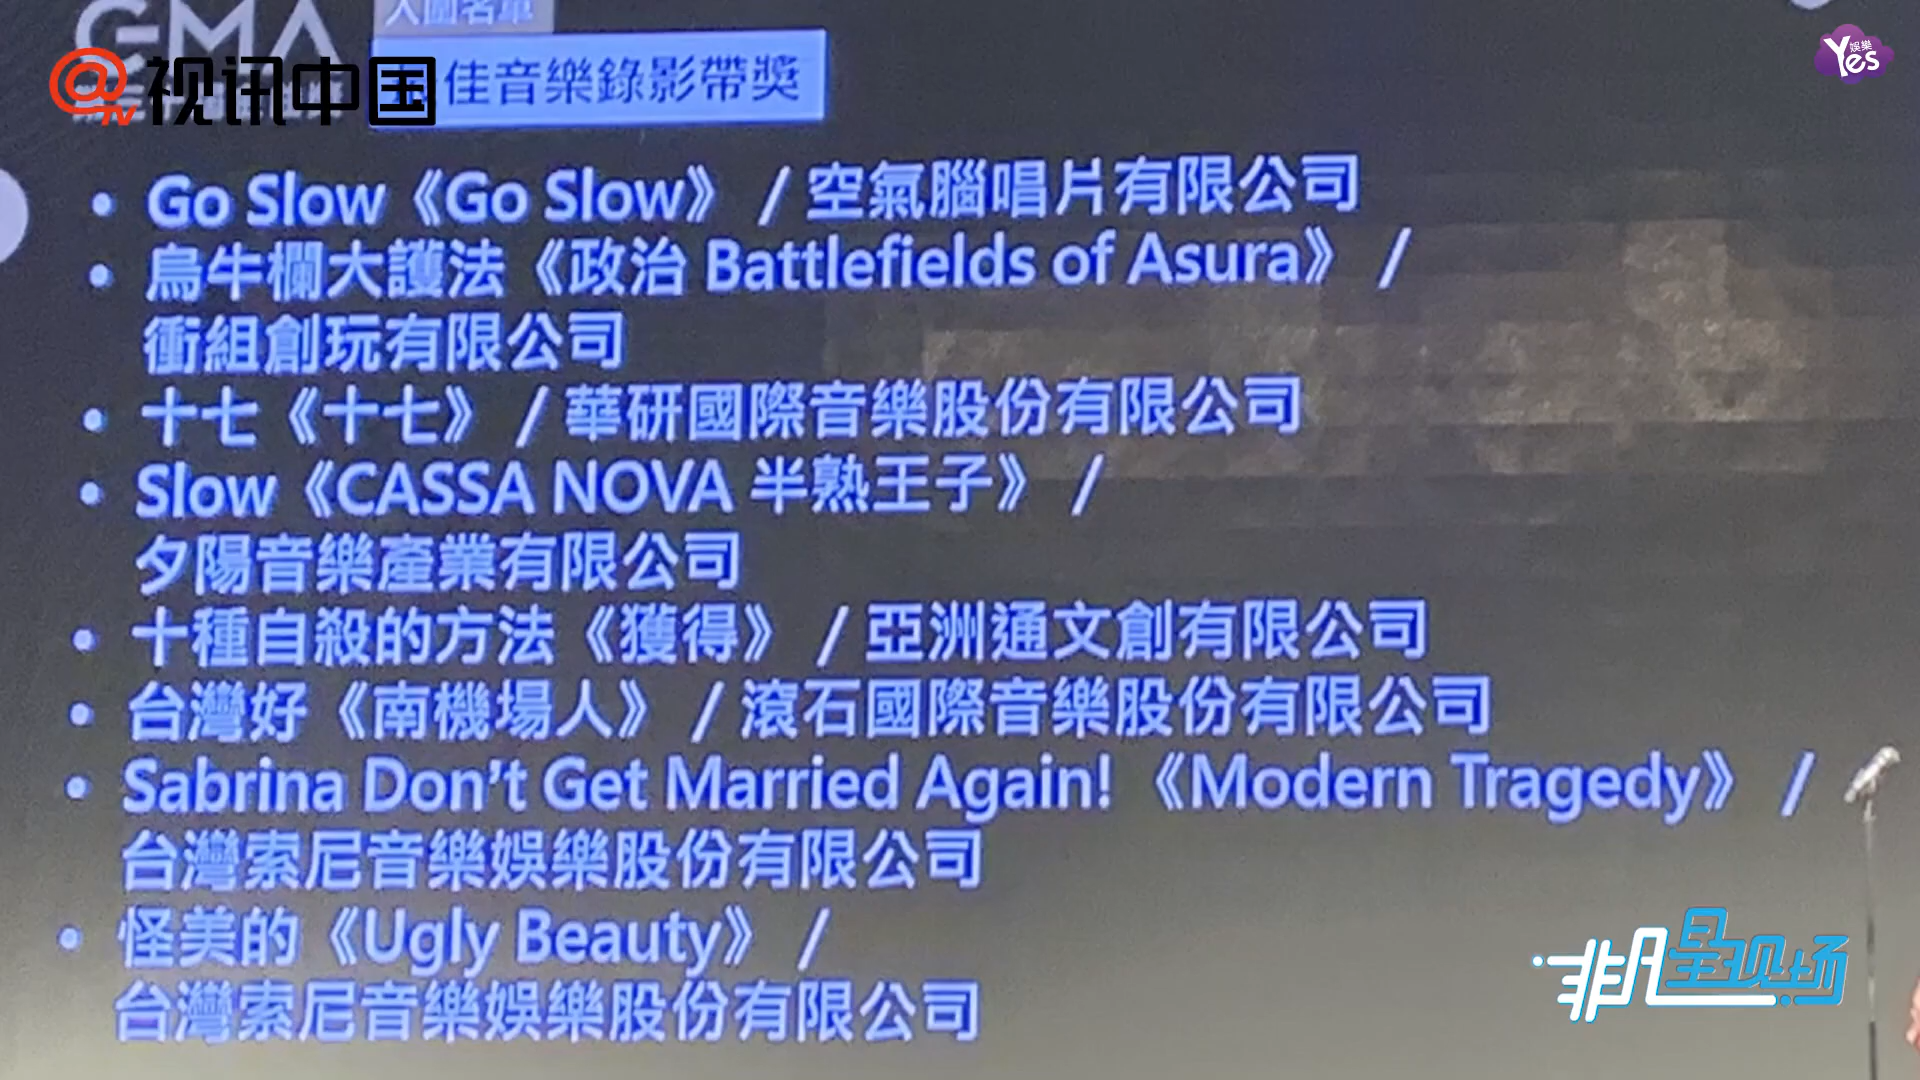 GMA
入圍名單
@TV 视讯中国
佳音樂錄影帶獎
Yes 娛樂
• Go Slow《Go Slow》 / 空氣腦唱片有限公司
• 烏牛欄大護法《政治 Battlefields of Asura》 /
衝組創玩有限公司
• 十七《十七》 / 華研國際音樂股份有限公司
• Slow《CASSA NOVA 半熟王子》 /
夕陽音樂產業有限公司
• 十種自殺的方法《獲得》 / 亞洲通文創有限公司
• 台灣好《南機場人》 / 滾石國際音樂股份有限公司
• Sabrina Don’t Get Married Again!《Modern Tragedy》 /
台灣索尼音樂娛樂股份有限公司
• 怪美的《Ugly Beauty》 /
台灣索尼音樂娛樂股份有限公司
非凡星现场